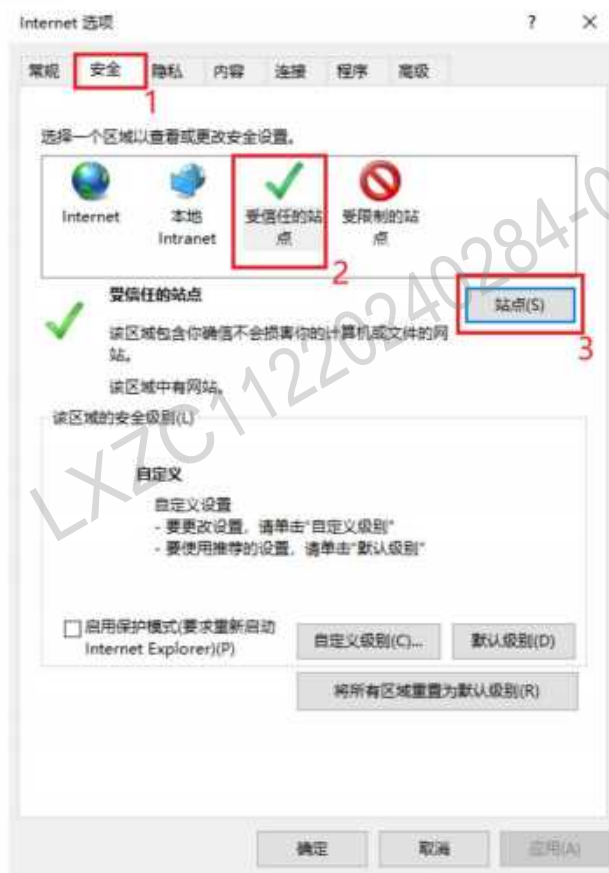 Internet 选项
? ×
常规 安全 隐私 内容 连接 程序 高级
1
选择一个区域以查看或更改安全设置。
Internet 本地 Intranet 受信任的站点 受限制的站点
2
受信任的站点
站点(S)
3
该区域包含你确信不会损害你的计算机或文件的网
站。
该区域中有网站。
该区域的安全级别(L)
自定义
自定义设置
- 要更改设置，请单击"自定义级别"
- 要使用推荐的设置，请单击"默认级别"
启用保护模式(要求重新启动
Internet Explorer)(P)
自定义级别(C)... 默认级别(D)
将所有区域重置为默认级别(R)
确定 取消 应用(A)
LXZC11220240284-0